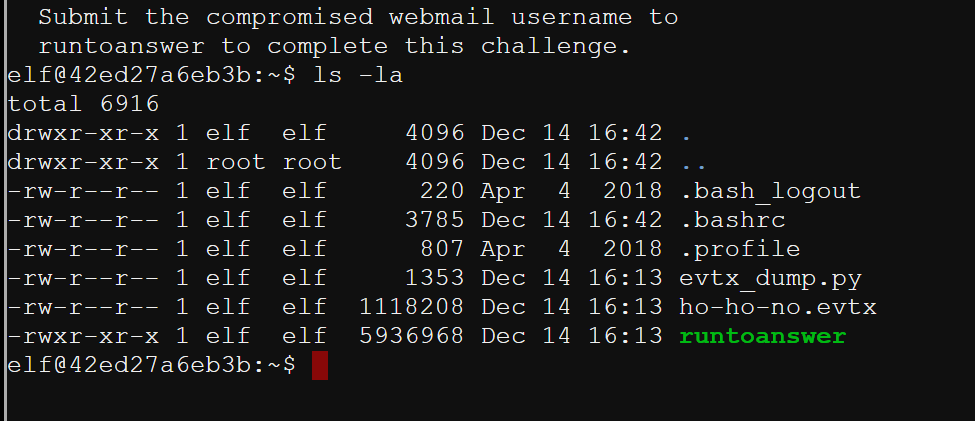 Submit the compromised webmail username to
runtoanswer to complete this challenge.
elf@42ed27a6eb3b:~$ ls -la
total 6916
drwxr-xr-x 1 elf  elf     4096 Dec 14 16:42 .
drwxr-xr-x 1 root root    4096 Dec 14 16:42 ..
-rw-r--r-- 1 elf  elf      220 Apr  4  2018 .bash_logout
-rw-r--r-- 1 elf  elf     3785 Dec 14 16:42 .bashrc
-rw-r--r-- 1 elf  elf      807 Apr  4  2018 .profile
-rw-r--r-- 1 elf  elf     1353 Dec 14 16:13 evtx_dump.py
-rw-r--r-- 1 elf  elf  1118208 Dec 14 16:13 ho-ho-no.evtx
-rwxr-xr-x 1 elf  elf  5936968 Dec 14 16:13 runtoanswer
elf@42ed27a6eb3b:~$